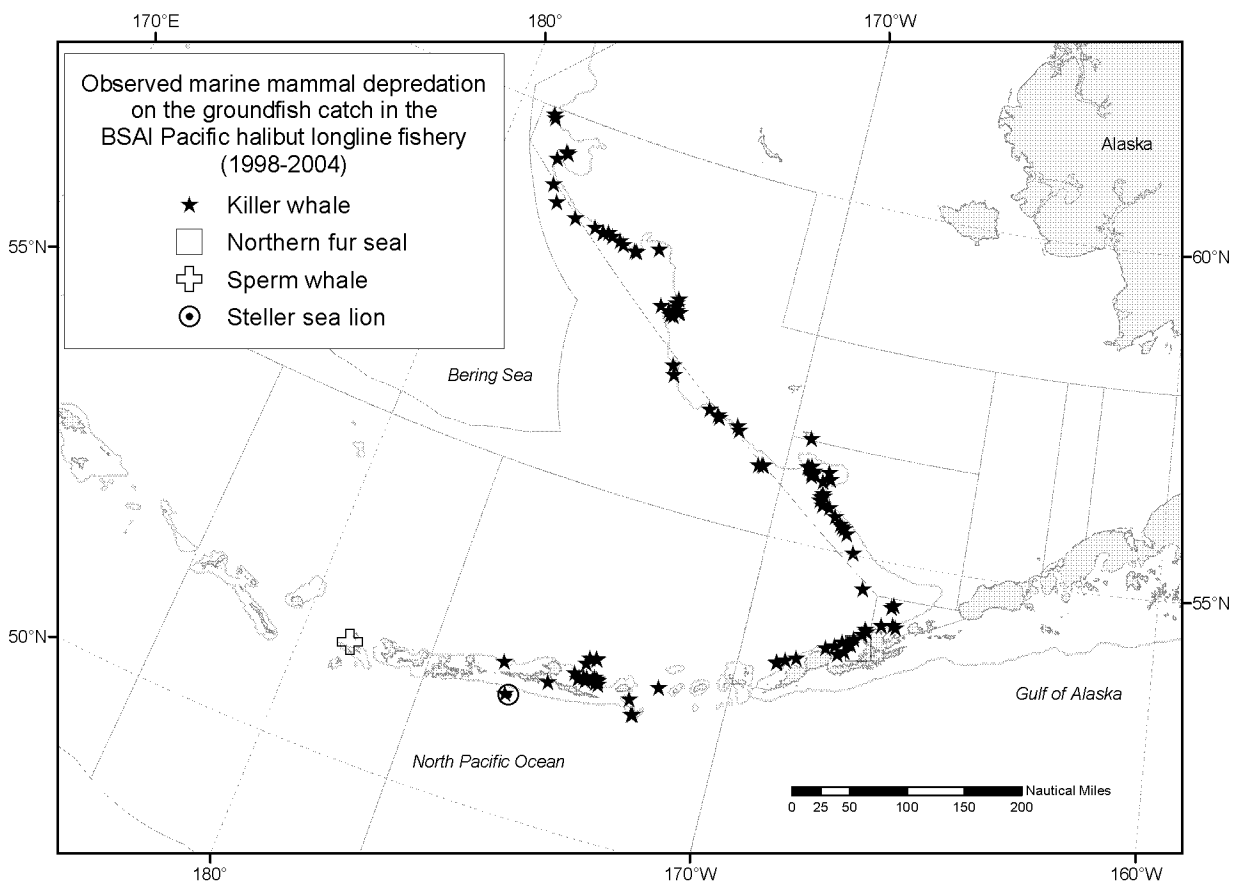 170°E 180° 170°W
Observed marine mammal depredation
on the groundfish catch in the
BSAI Pacific halibut longline fishery
(1998-2004)
Killer whale
Northern fur seal
Sperm whale
Steller sea lion
Alaska
55°N
60°N
Bering Sea
55°N
50°N
Gulf of Alaska
North Pacific Ocean
Nautical Miles
0 25 50 100 150 200
180° 170°W 160°W